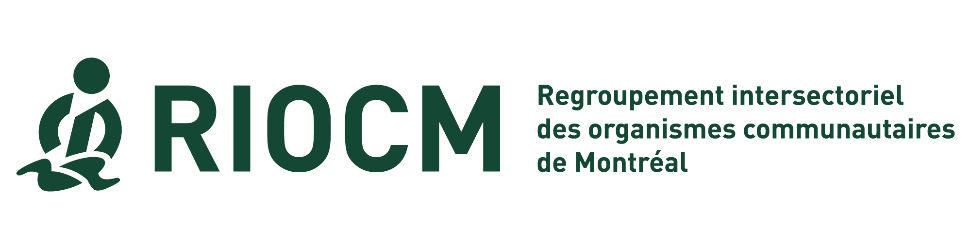 RIOCM
Regroupement intersectoriel
des organismes communautaires
de Montréal